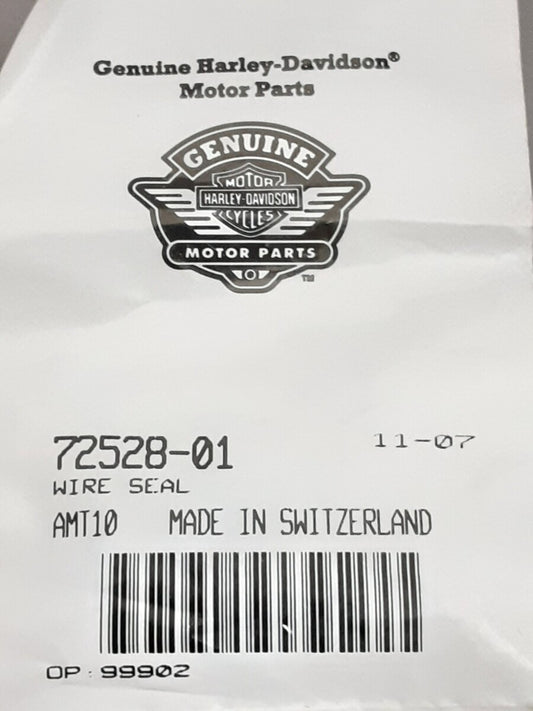 Genuine Harley-Davidson®
Motor Parts
GENUINE
MOTOR
HARLEY-DAVIDSON
CYCLES
MOTOR PARTS
TM
72528-01 11-07
WIRE SEAL
AMT10 MADE IN SWITZERLAND
OP: 99902